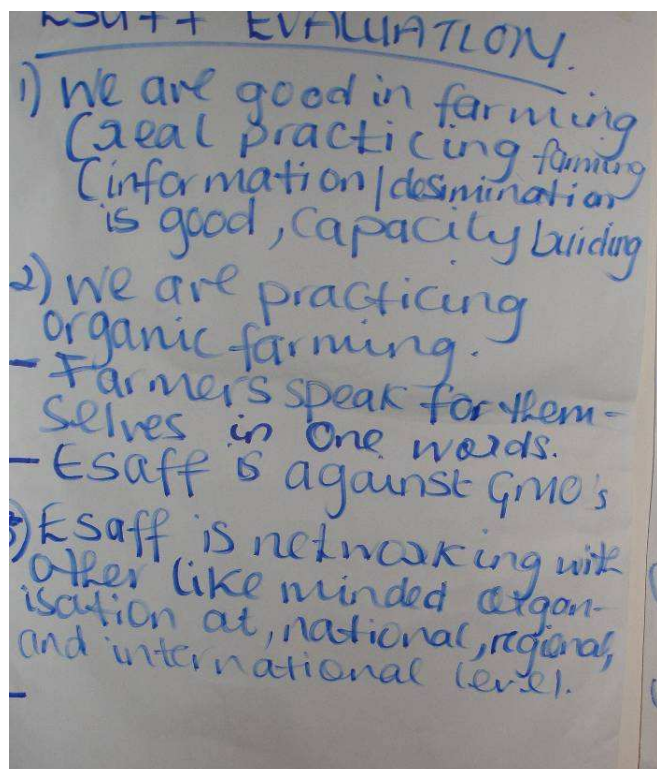 ESAFF EVALUATION.
1) We are good in farming
(real practicing farming
(information/desimination
is good, capacity building
2) we are practicing
organic farming.
- Farmers speak for them-
selves in one words.
- Esaff is against GMO's
3) Esaff is networking with
other like minded organ-
isation at, national, regional,
and international level.
-